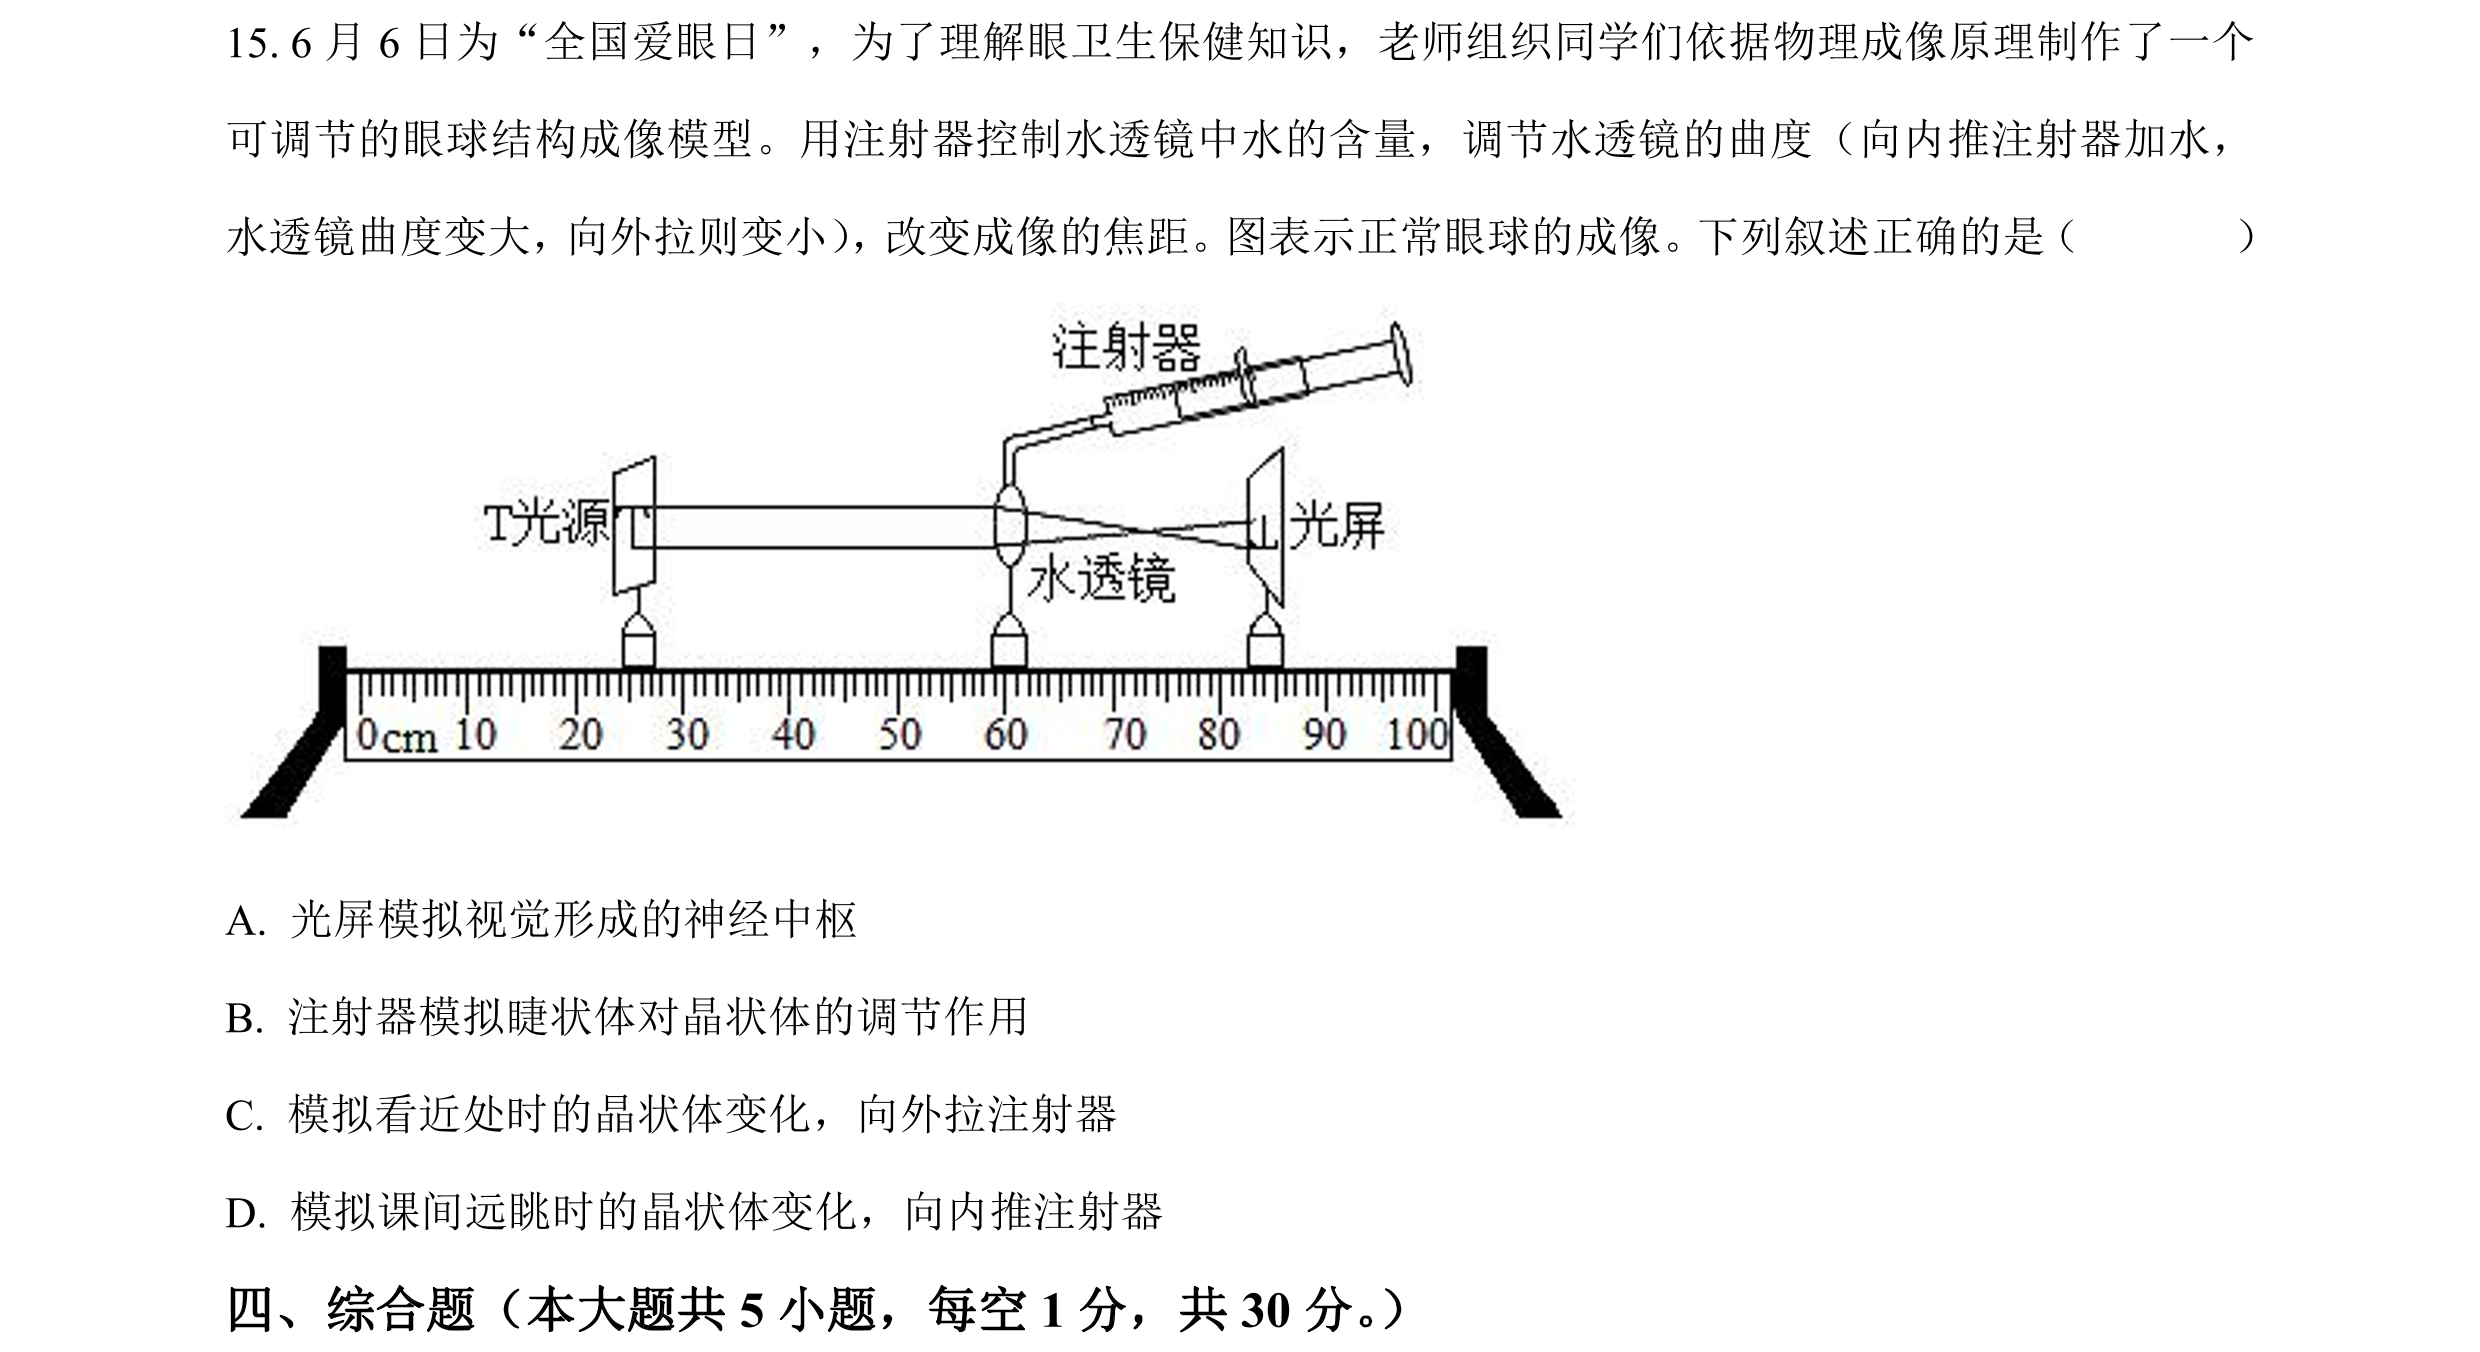 15. 6 月 6 日为“全国爱眼日”，为了理解眼卫生保健知识，老师组织同学们依据物理成像原理制作了一个
可调节的眼球结构成像模型。用注射器控制水透镜中水的含量，调节水透镜的曲度（向内推注射器加水，
水透镜曲度变大，向外拉则变小），改变成像的焦距。图表示正常眼球的成像。下列叙述正确的是（　　）
注射器
T光源
光屏
水透镜
0cm 10 20 30 40 50 60 70 80 90 100
A. 光屏模拟视觉形成的神经中枢
B. 注射器模拟睫状体对晶状体的调节作用
C. 模拟看近处时的晶状体变化，向外拉注射器
D. 模拟课间远眺时的晶状体变化，向内推注射器
四、综合题（本大题共 5 小题，每空 1 分，共 30 分。）